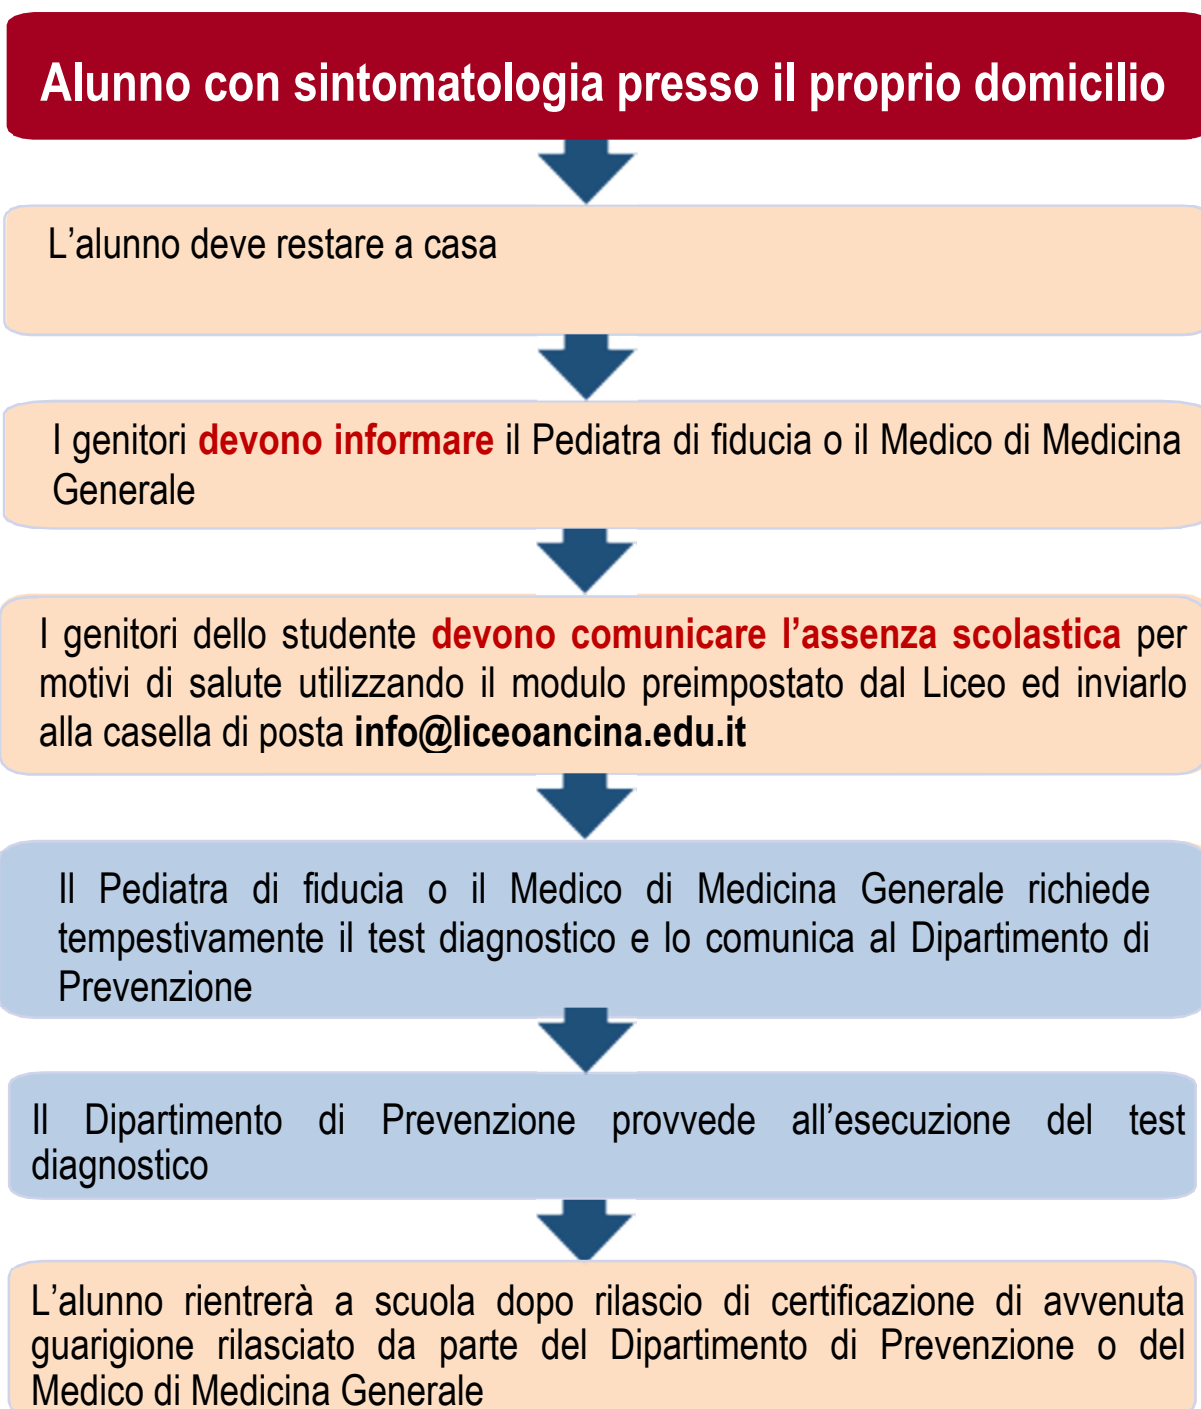 Alunno con sintomatologia presso il proprio domicilio
L’alunno deve restare a casa
I genitori devono informare il Pediatra di fiducia o il Medico di Medicina
Generale
I genitori dello studente devono comunicare l’assenza scolastica per
motivi di salute utilizzando il modulo preimpostato dal Liceo ed inviarlo
alla casella di posta info@liceoancina.edu.it
Il Pediatra di fiducia o il Medico di Medicina Generale richiede
tempestivamente il test diagnostico e lo comunica al Dipartimento di
Prevenzione
Il Dipartimento di Prevenzione provvede all’esecuzione del test
diagnostico
L’alunno rientrerà a scuola dopo rilascio di certificazione di avvenuta
guarigione rilasciato da parte del Dipartimento di Prevenzione o del
Medico di Medicina Generale